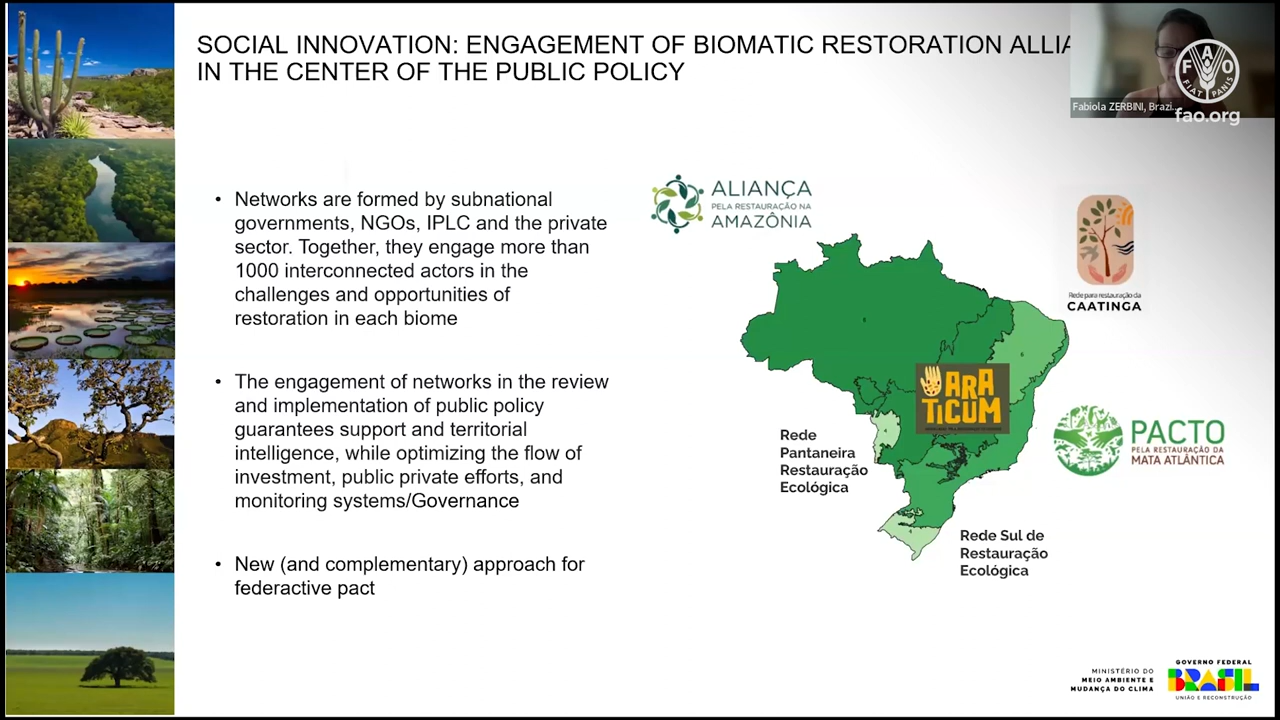 SOCIAL INNOVATION: ENGAGEMENT OF BIOMATIC RESTORATION ALLIA
IN THE CENTER OF THE PUBLIC POLICY
Fabiola ZERBINI, Brazi...
FAO
FIAT PANIS
fao.org
• Networks are formed by subnational
governments, NGOs, IPLC and the private
sector. Together, they engage more than
1000 interconnected actors in the
challenges and opportunities of
restoration in each biome
• The engagement of networks in the review
and implementation of public policy
guarantees support and territorial
intelligence, while optimizing the flow of
investment, public private efforts, and
monitoring systems/Governance
• New (and complementary) approach for
federactive pact
ALIANÇA
PELA RESTAURAÇÃO NA
AMAZÔNIA
Rede para restauração da
CAATINGA
ARA
TICUM
Rede
Pantaneira
Restauração
Ecológica
PACTO
PELA RESTAURAÇÃO DA
MATA ATLÂNTICA
Rede Sul de
Restauração
Ecológica
MINISTÉRIO DO
MEIO AMBIENTE E
MUDANÇA DO CLIMA
GOVERNO FEDERAL
BRASIL
UNIÃO E RECONSTRUÇÃO